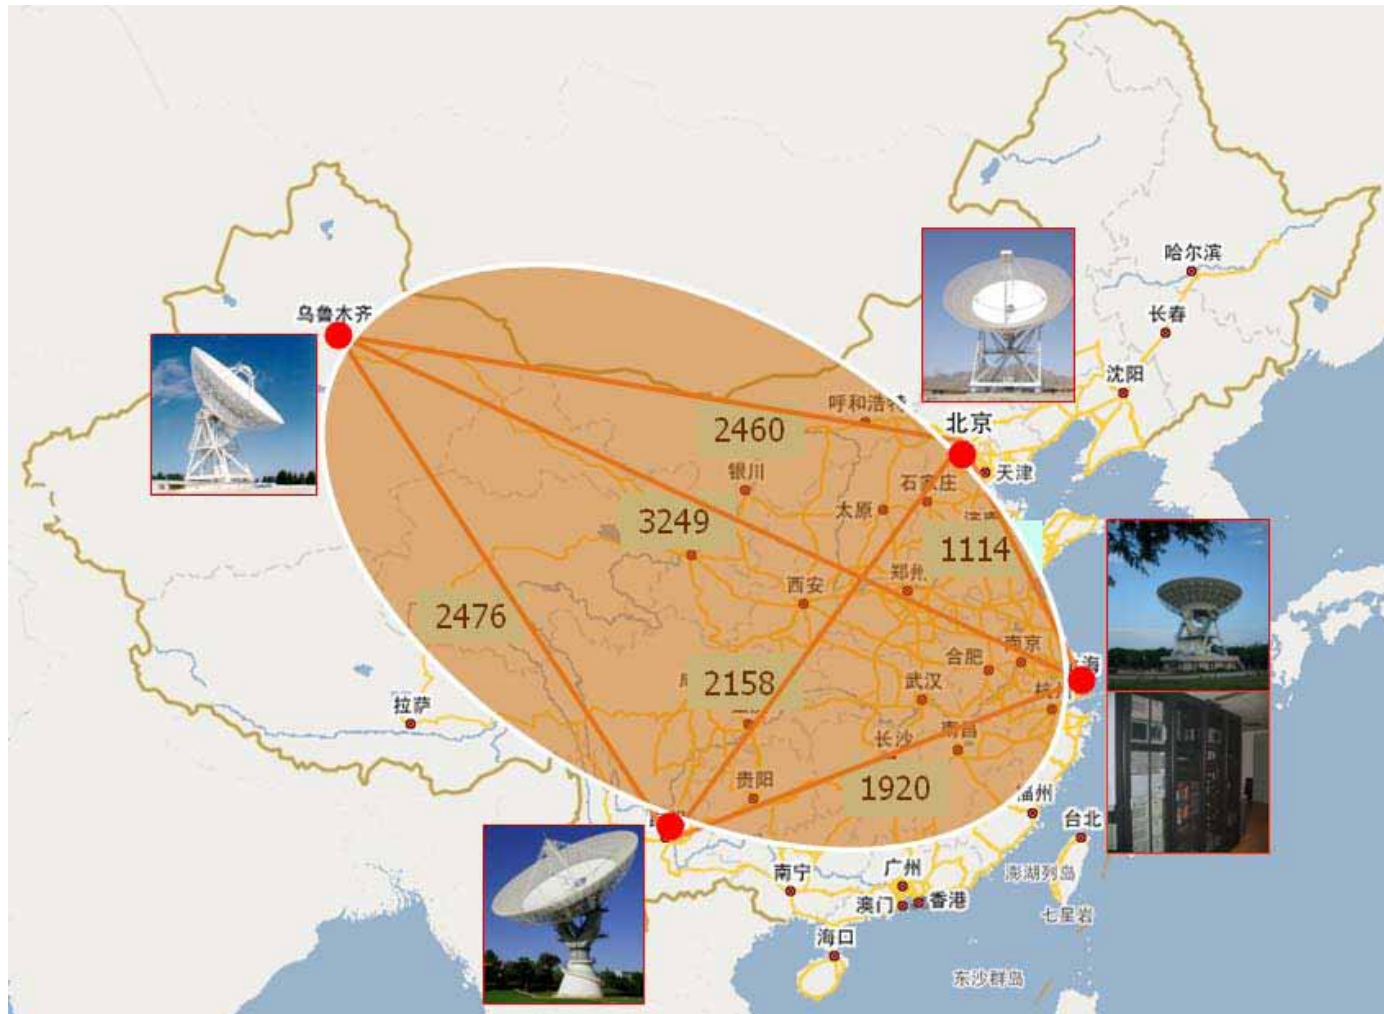 哈尔滨
长春
乌鲁木齐
沈阳
呼和浩特
北京
2460
银川
天津
石家庄
太原
3249
1114
西安
郑州
2476
南京
合肥
2158
武汉
杭州
拉萨
南昌
长沙
贵阳
1920
福州
台北
南宁
广州
澎湖列岛
澳门
香港
七星岩
海口
东沙群岛